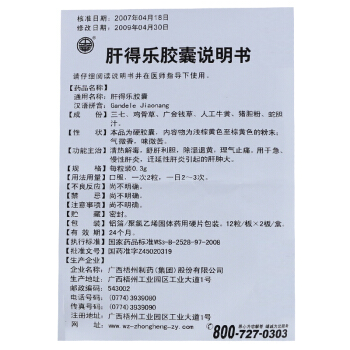 核准日期：2007年04月18日
修改日期：2009年04月30日
肝得乐胶囊说明书
请仔细阅读说明书并在医师指导下使用。
【药品名称】
通用名称：肝得乐胶囊
汉语拼音：Gandele Jiaonang
【成 份】三七、鸡骨草、广金钱草、人工牛黄、猪胆粉、蛇胆汁。
【性 状】本品为硬胶囊，内容物为浅棕黄色至棕黄色的粉末；气微香，味微苦。
【功能主治】清热解毒，舒肝利胆，除湿退黄，理气止痛。用于急、慢性肝炎，迁延性肝炎引起的肝肿大。
【规 格】每粒装0.3g
【用法用量】口服，一次2粒，一日2~3次。
【不良反应】尚不明确。
【禁 忌】尚不明确。
【注意事项】尚不明确。
【贮 藏】密封。
【包 装】铝箔/聚氯乙烯固体药用硬片包装，12粒/板×2板/盒。
【有 效 期】24个月。
【执行标准】国家药品标准WS3-B-2528-97-2008
【批准文号】国药准字Z45020319
【生产企业】
企业名称：广西梧州制药(集团)股份有限公司
生产地址：广西梧州工业园区工业大道1号
邮政编码：543002
电话号码：(0774)3939080
传真号码：(0774)3939090
注册地址：广西梧州工业园区工业大道1号
网 址：www.wz-zhongheng-zy.com
800-727-0303